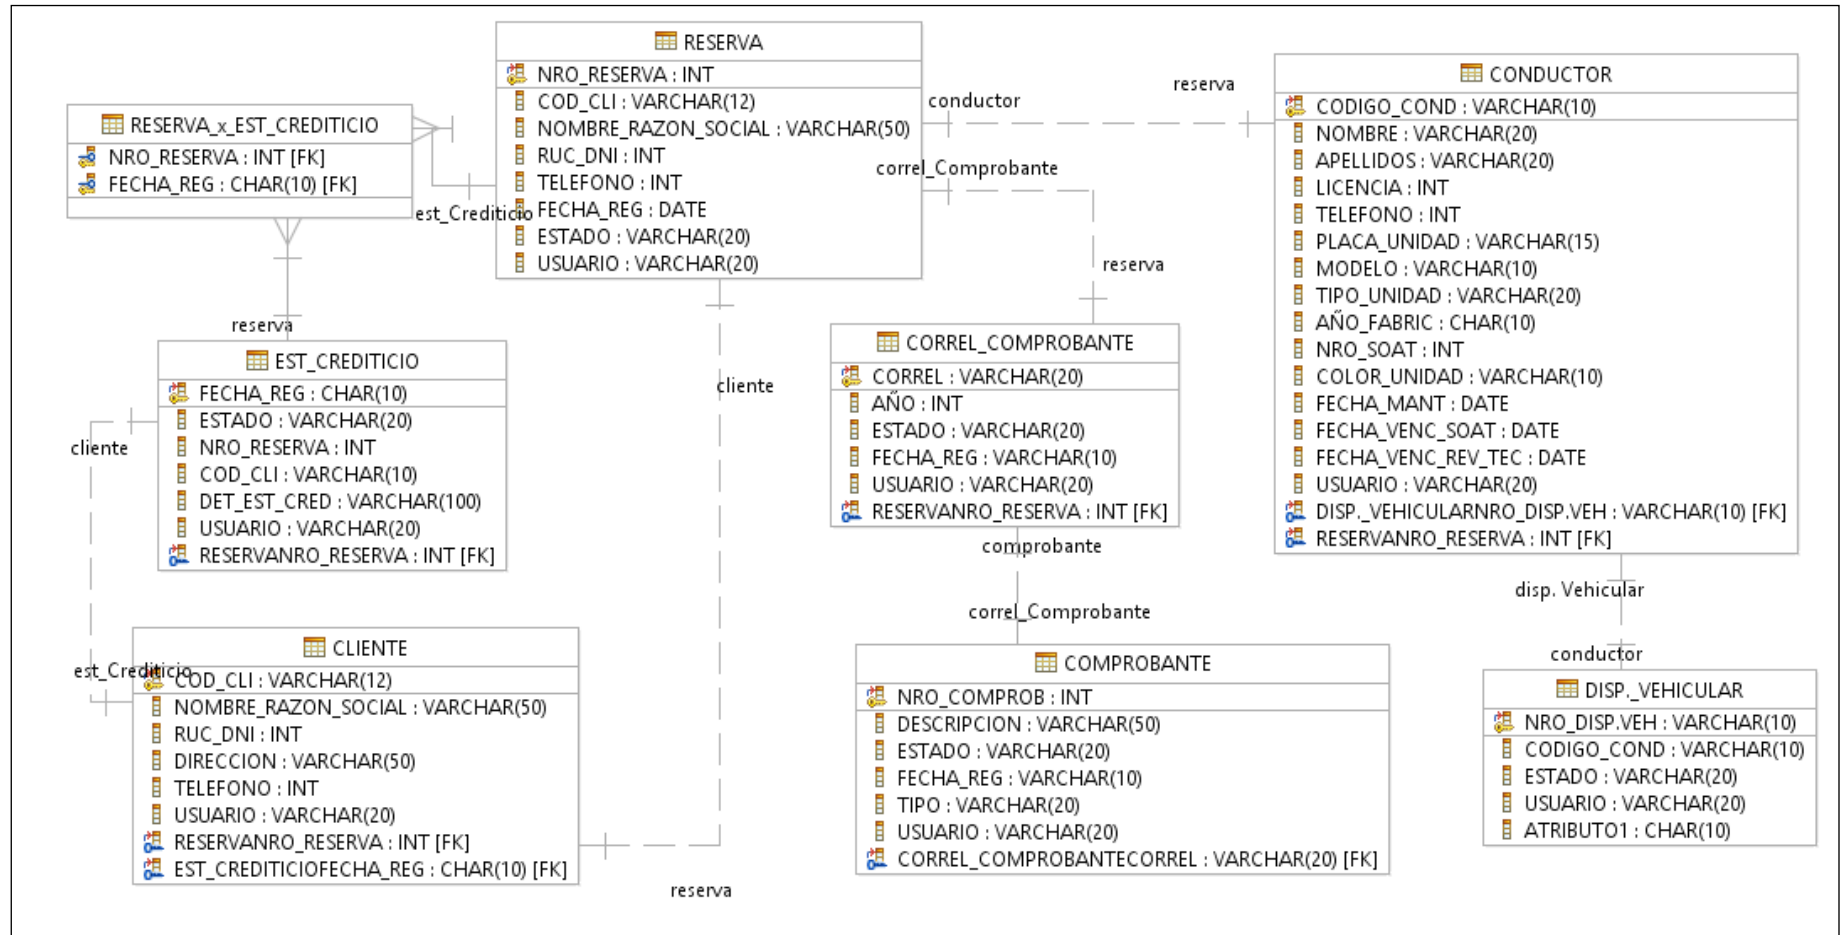 RESERVA
NRO_RESERVA : INT
COD_CLI : VARCHAR(12)
NOMBRE_RAZON_SOCIAL : VARCHAR(50)
RUC_DNI : INT
TELEFONO : INT
FECHA_REG : DATE
ESTADO : VARCHAR(20)
USUARIO : VARCHAR(20)
RESERVA_x_EST_CREDITICIO
NRO_RESERVA : INT [FK]
FECHA_REG : CHAR(10) [FK]
est_Crediticio
reserva
conductor
reserva
correl_Comprobante
reserva
cliente
CONDUCTOR
CODIGO_COND : VARCHAR(10)
NOMBRE : VARCHAR(20)
APELLIDOS : VARCHAR(20)
LICENCIA : INT
TELEFONO : INT
PLACA_UNIDAD : VARCHAR(15)
MODELO : VARCHAR(10)
TIPO_UNIDAD : VARCHAR(20)
AÑO_FABRIC : CHAR(10)
NRO_SOAT : INT
COLOR_UNIDAD : VARCHAR(10)
FECHA_MANT : DATE
FECHA_VENC_SOAT : DATE
FECHA_VENC_REV_TEC : DATE
USUARIO : VARCHAR(20)
DISP._VEHICULARNRO_DISP.VEH : VARCHAR(10) [FK]
RESERVANRO_RESERVA : INT [FK]
EST_CREDITICIO
FECHA_REG : CHAR(10)
ESTADO : VARCHAR(20)
NRO_RESERVA : INT
COD_CLI : VARCHAR(10)
DET_EST_CRED : VARCHAR(100)
USUARIO : VARCHAR(20)
RESERVANRO_RESERVA : INT [FK]
cliente
est_Crediticio
CORREL_COMPROBANTE
CORREL : VARCHAR(20)
AÑO : INT
ESTADO : VARCHAR(20)
FECHA_REG : VARCHAR(10)
USUARIO : VARCHAR(20)
RESERVANRO_RESERVA : INT [FK]
comprobante
correl_Comprobante
disp. Vehicular
conductor
CLIENTE
COD_CLI : VARCHAR(12)
NOMBRE_RAZON_SOCIAL : VARCHAR(50)
RUC_DNI : INT
DIRECCION : VARCHAR(50)
TELEFONO : INT
USUARIO : VARCHAR(20)
RESERVANRO_RESERVA : INT [FK]
EST_CREDITICIOFECHA_REG : CHAR(10) [FK]
reserva
COMPROBANTE
NRO_COMPROB : INT
DESCRIPCION : VARCHAR(50)
ESTADO : VARCHAR(20)
FECHA_REG : VARCHAR(10)
TIPO : VARCHAR(20)
USUARIO : VARCHAR(20)
CORREL_COMPROBANTECORREL : VARCHAR(20) [FK]
DISP._VEHICULAR
NRO_DISP.VEH : VARCHAR(10)
CODIGO_COND : VARCHAR(10)
ESTADO : VARCHAR(20)
USUARIO : VARCHAR(20)
ATRIBUTO1 : CHAR(10)